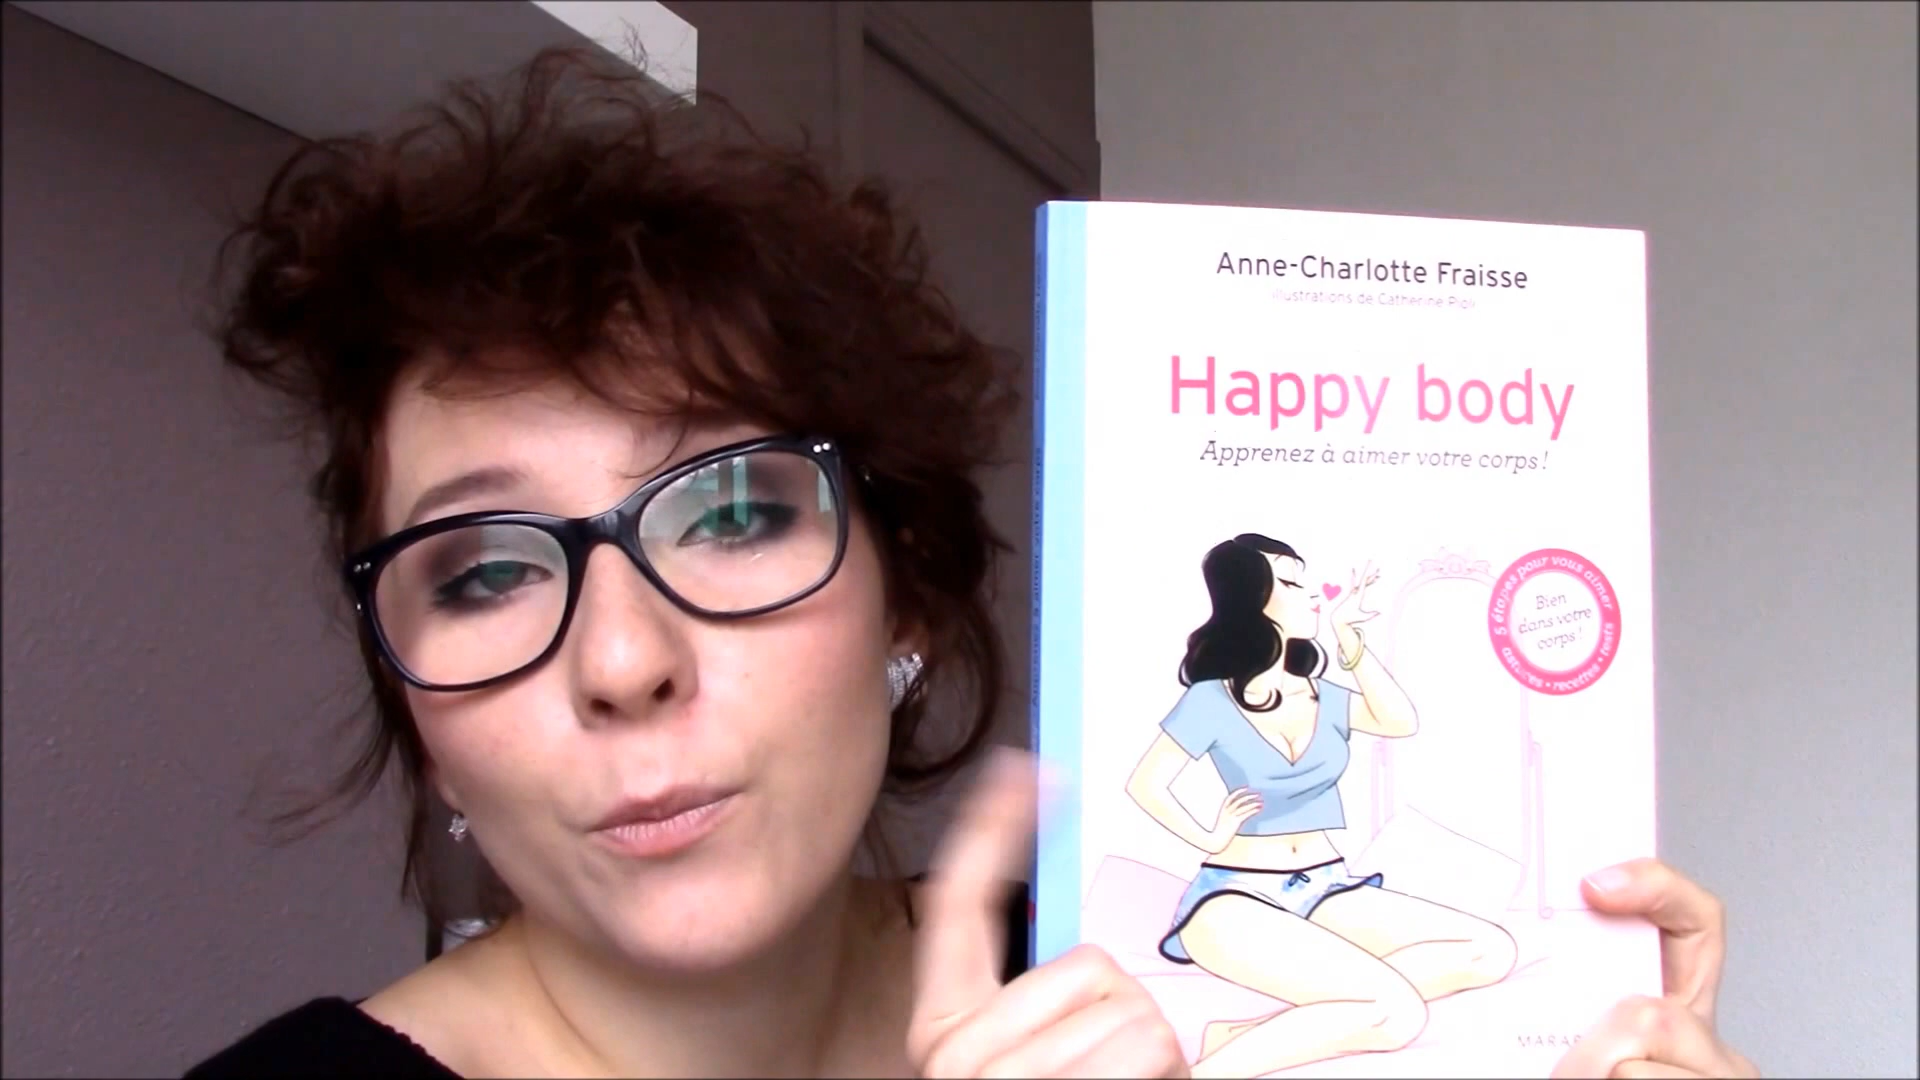 Anne-Charlotte Fraisse
illustrations de Catherine Pioli
Happy body
Apprenez à aimer votre corps !
5 étapes pour vous aimer
Bien
dans votre
corps !
astuces • recettes • tests